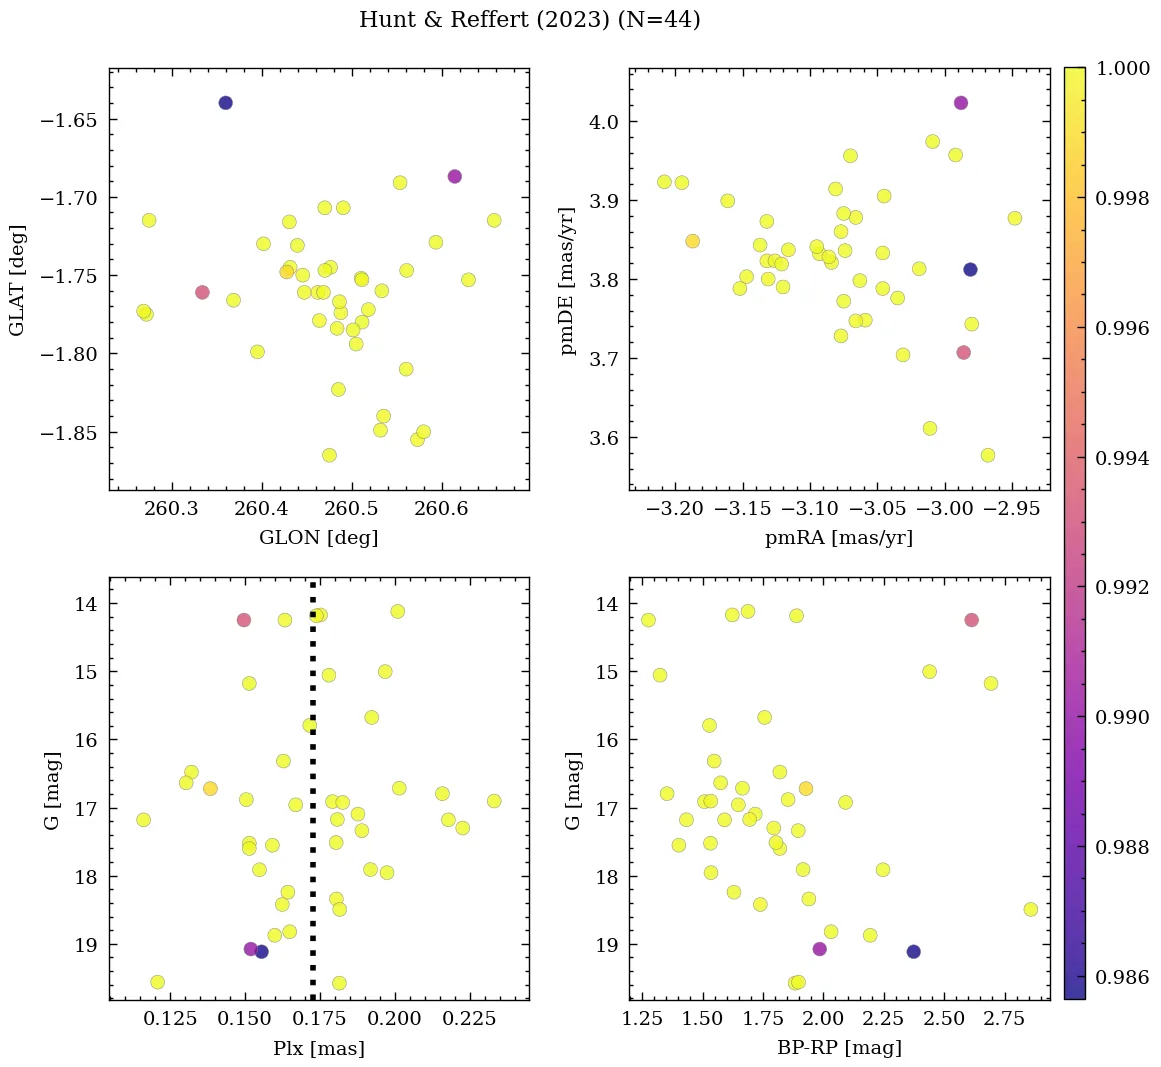 Hunt & Reffert (2023) (N=44)
−1.65
−1.70
−1.75
−1.80
−1.85
GLAT [deg]
260.3 260.4 260.5 260.6
GLON [deg]
4.0
3.9
3.8
3.7
3.6
pmDE [mas/yr]
−3.20 −3.15 −3.10 −3.05 −3.00 −2.95
pmRA [mas/yr]
1.000
0.998
0.996
0.994
0.992
0.990
0.988
0.986
14
15
16
17
18
19
G [mag]
0.125 0.150 0.175 0.200 0.225
Plx [mas]
14
15
16
17
18
19
G [mag]
1.25 1.50 1.75 2.00 2.25 2.50 2.75
BP-RP [mag]